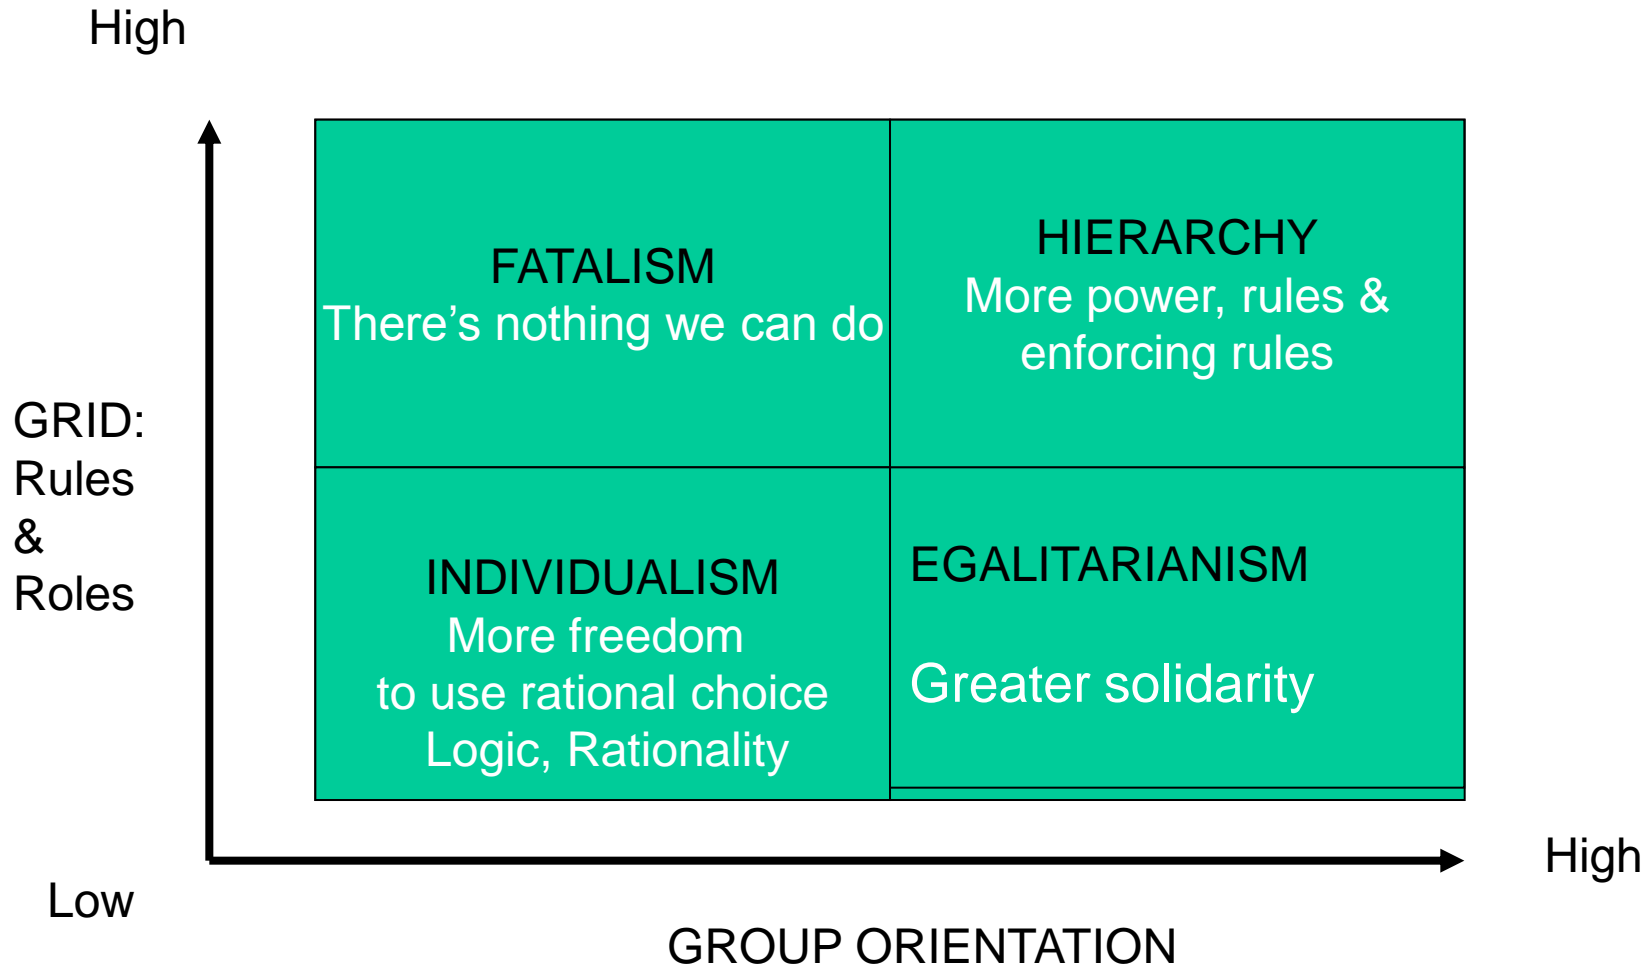 High
FATALISM
There’s nothing we can do
HIERARCHY
More power, rules &
enforcing rules
GRID:
Rules
&
Roles
INDIVIDUALISM
More freedom
to use rational choice
Logic, Rationality
EGALITARIANISM
Greater solidarity
High
Low
GROUP ORIENTATION